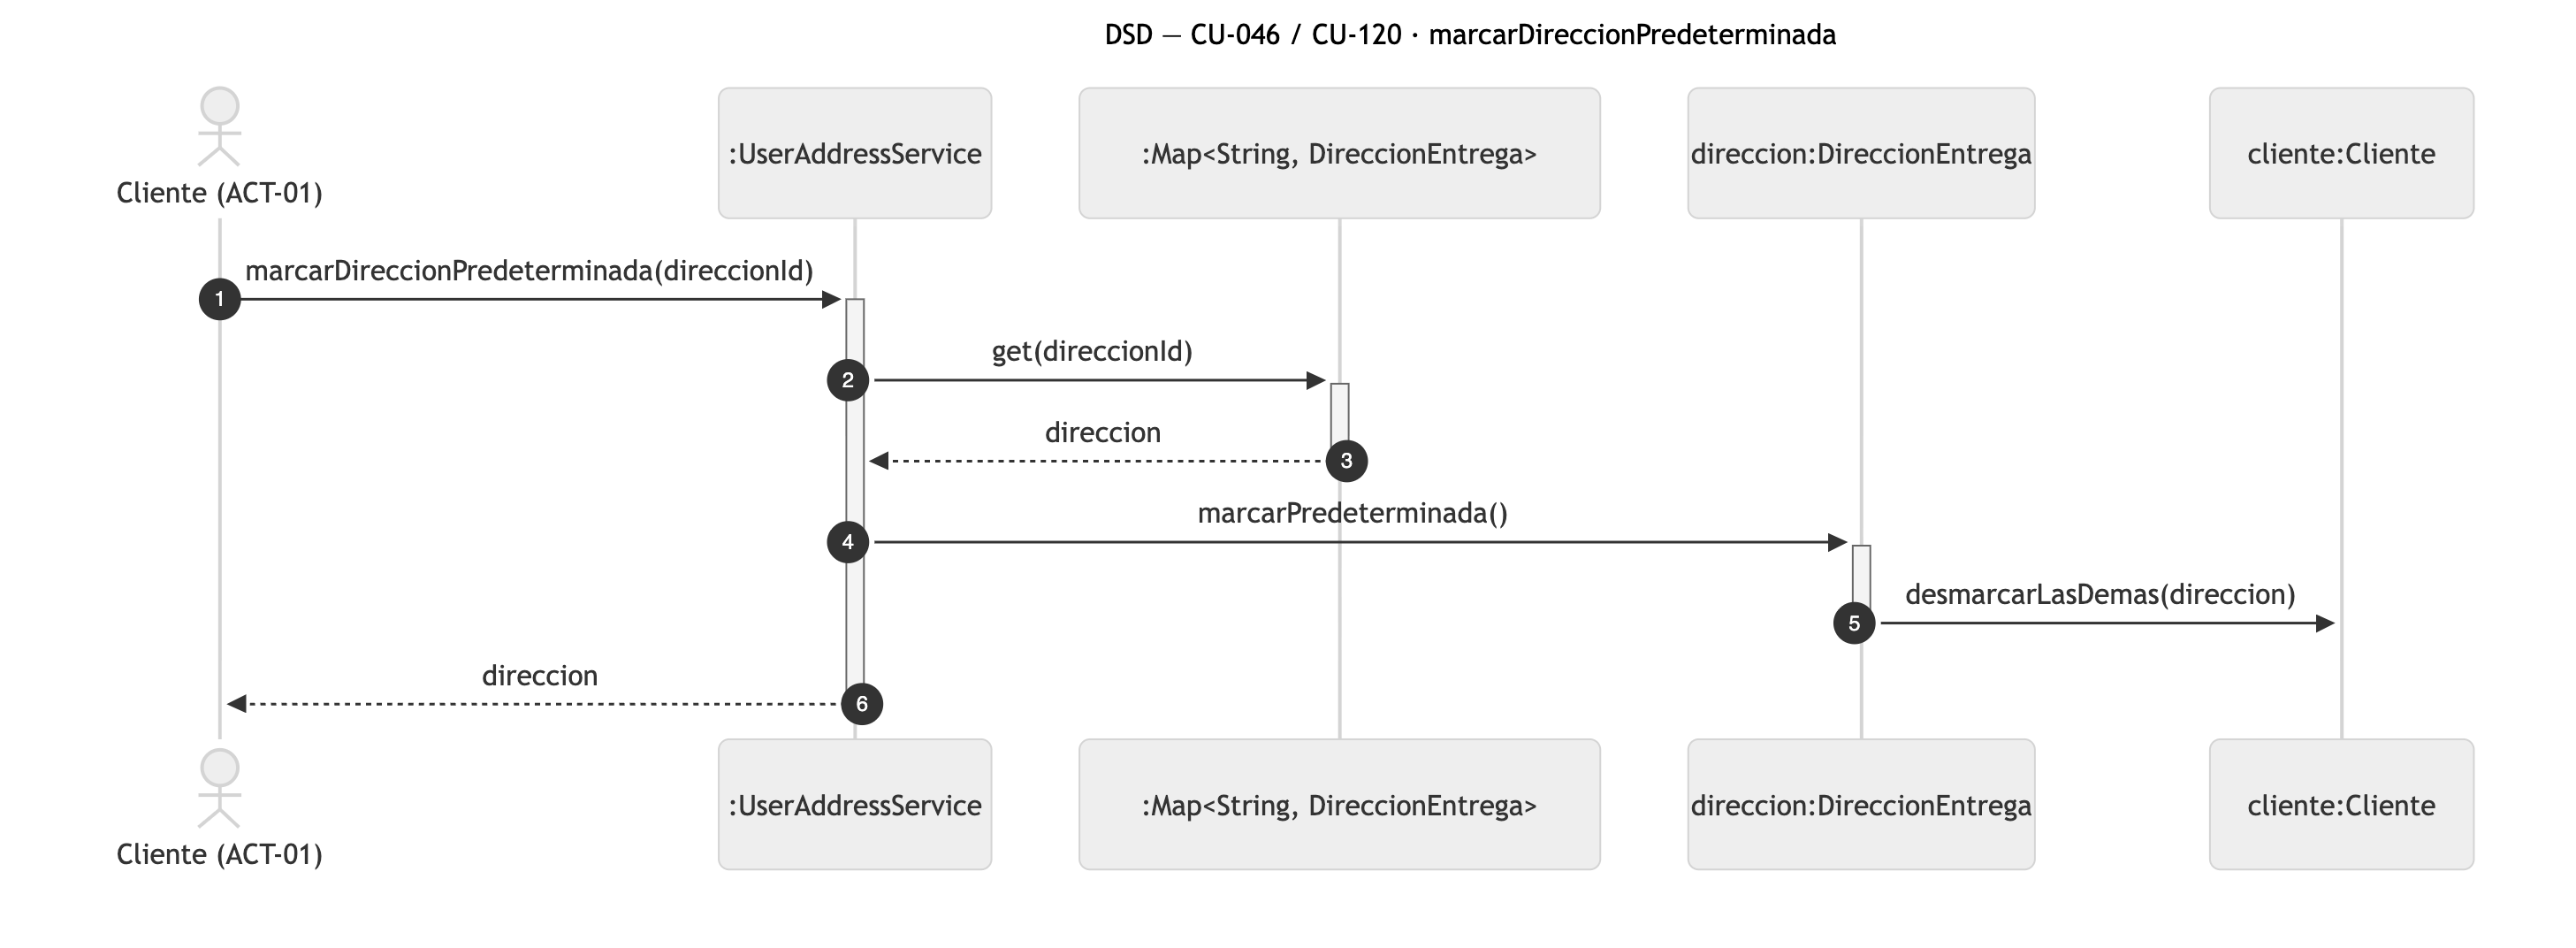 DSD — CU-046 / CU-120 · marcarDireccionPredeterminada
Cliente (ACT-01)
:UserAddressService
:Map<String, DireccionEntrega>
direccion:DireccionEntrega
cliente:Cliente
marcarDireccionPredeterminada(direccionId)
1
get(direccionId)
2
direccion
3
marcarPredeterminada()
4
desmarcarLasDemas(direccion)
5
direccion
6
Cliente (ACT-01)
:UserAddressService
:Map<String, DireccionEntrega>
direccion:DireccionEntrega
cliente:Cliente